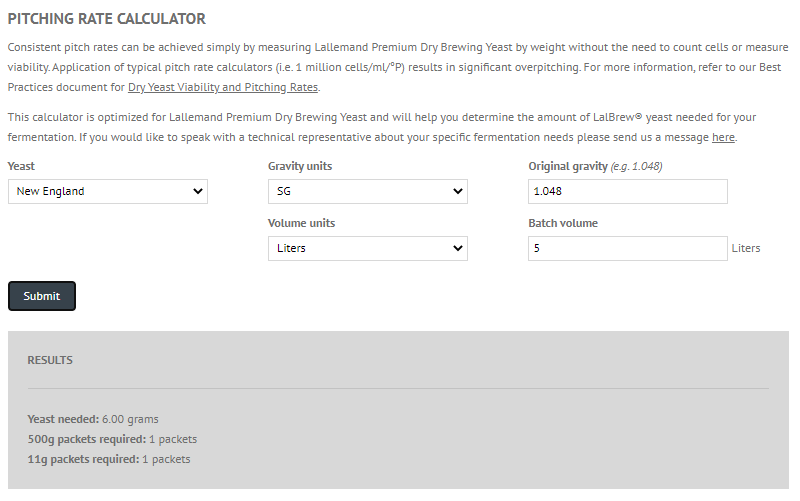 PITCHING RATE CALCULATOR
Consistent pitch rates can be achieved simply by measuring Lallemand Premium Dry Brewing Yeast by weight without the need to count cells or measure
viability. Application of typical pitch rate calculators (i.e. 1 million cells/ml/°P) results in significant overpitching. For more information, refer to our Best
Practices document for Dry Yeast Viability and Pitching Rates.
This calculator is optimized for Lallemand Premium Dry Brewing Yeast and will help you determine the amount of LalBrew® yeast needed for your
fermentation. If you would like to speak with a technical representative about your specific fermentation needs please send us a message here.
Yeast Gravity units Original gravity (e.g. 1.048)
New England SG 1.048
Volume units Batch volume
Liters 5 Liters
Submit
RESULTS
Yeast needed: 6.00 grams
500g packets required: 1 packets
11g packets required: 1 packets